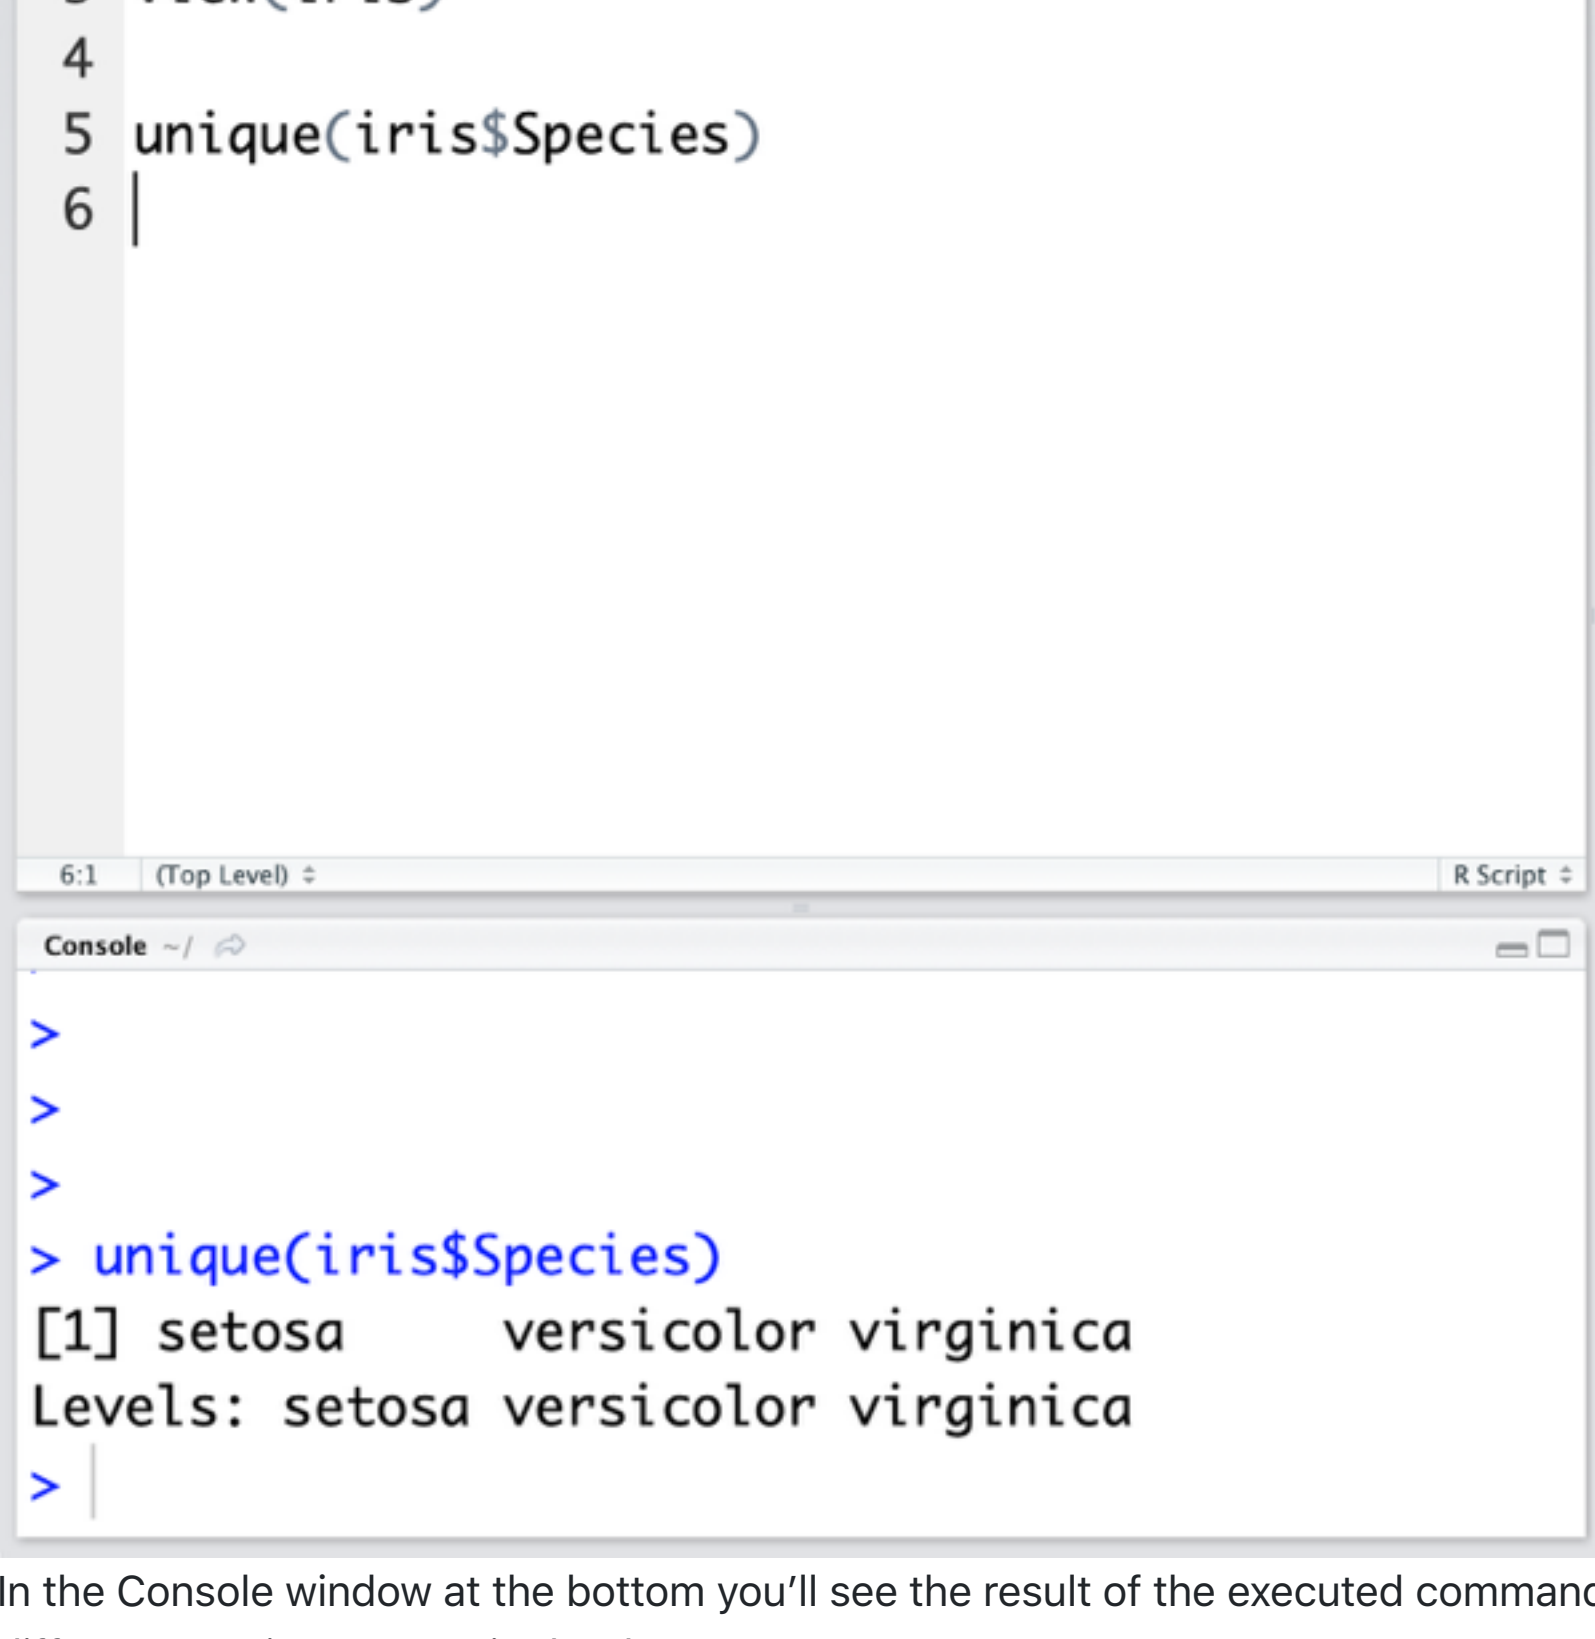 4
5 unique(iris$Species)
6
6:1 (Top Level) R Script
Console ~/
>
>
>
> unique(iris$Species)
[1] setosa     versicolor virginica
Levels: setosa versicolor virginica
>
In the Console window at the bottom you’ll see the result of the executed